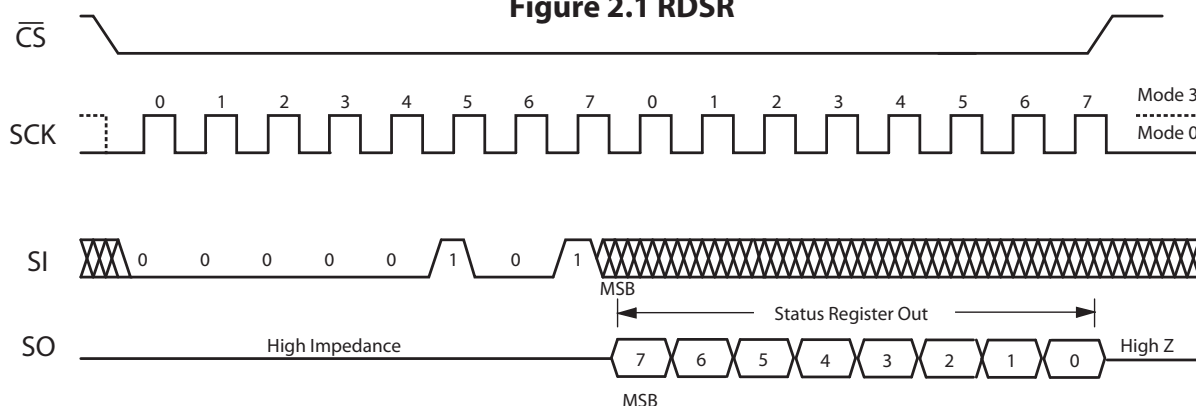 Figure 2.1 RDSR
CS
0 1 2 3 4 5 6 7 0 1 2 3 4 5 6 7
Mode 3
SCK
Mode 0
SI
0 0 0 0 0 1 0 1
MSB
Status Register Out
SO
High Impedance
7 6 5 4 3 2 1 0
High Z
MSB